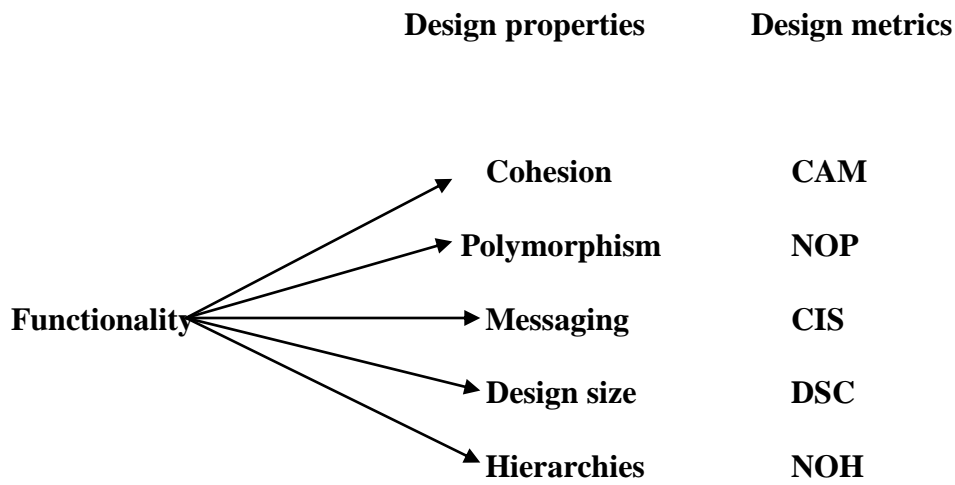 Design properties Design metrics
Cohesion CAM
Polymorphism NOP
Functionality Messaging CIS
Design size DSC
Hierarchies NOH